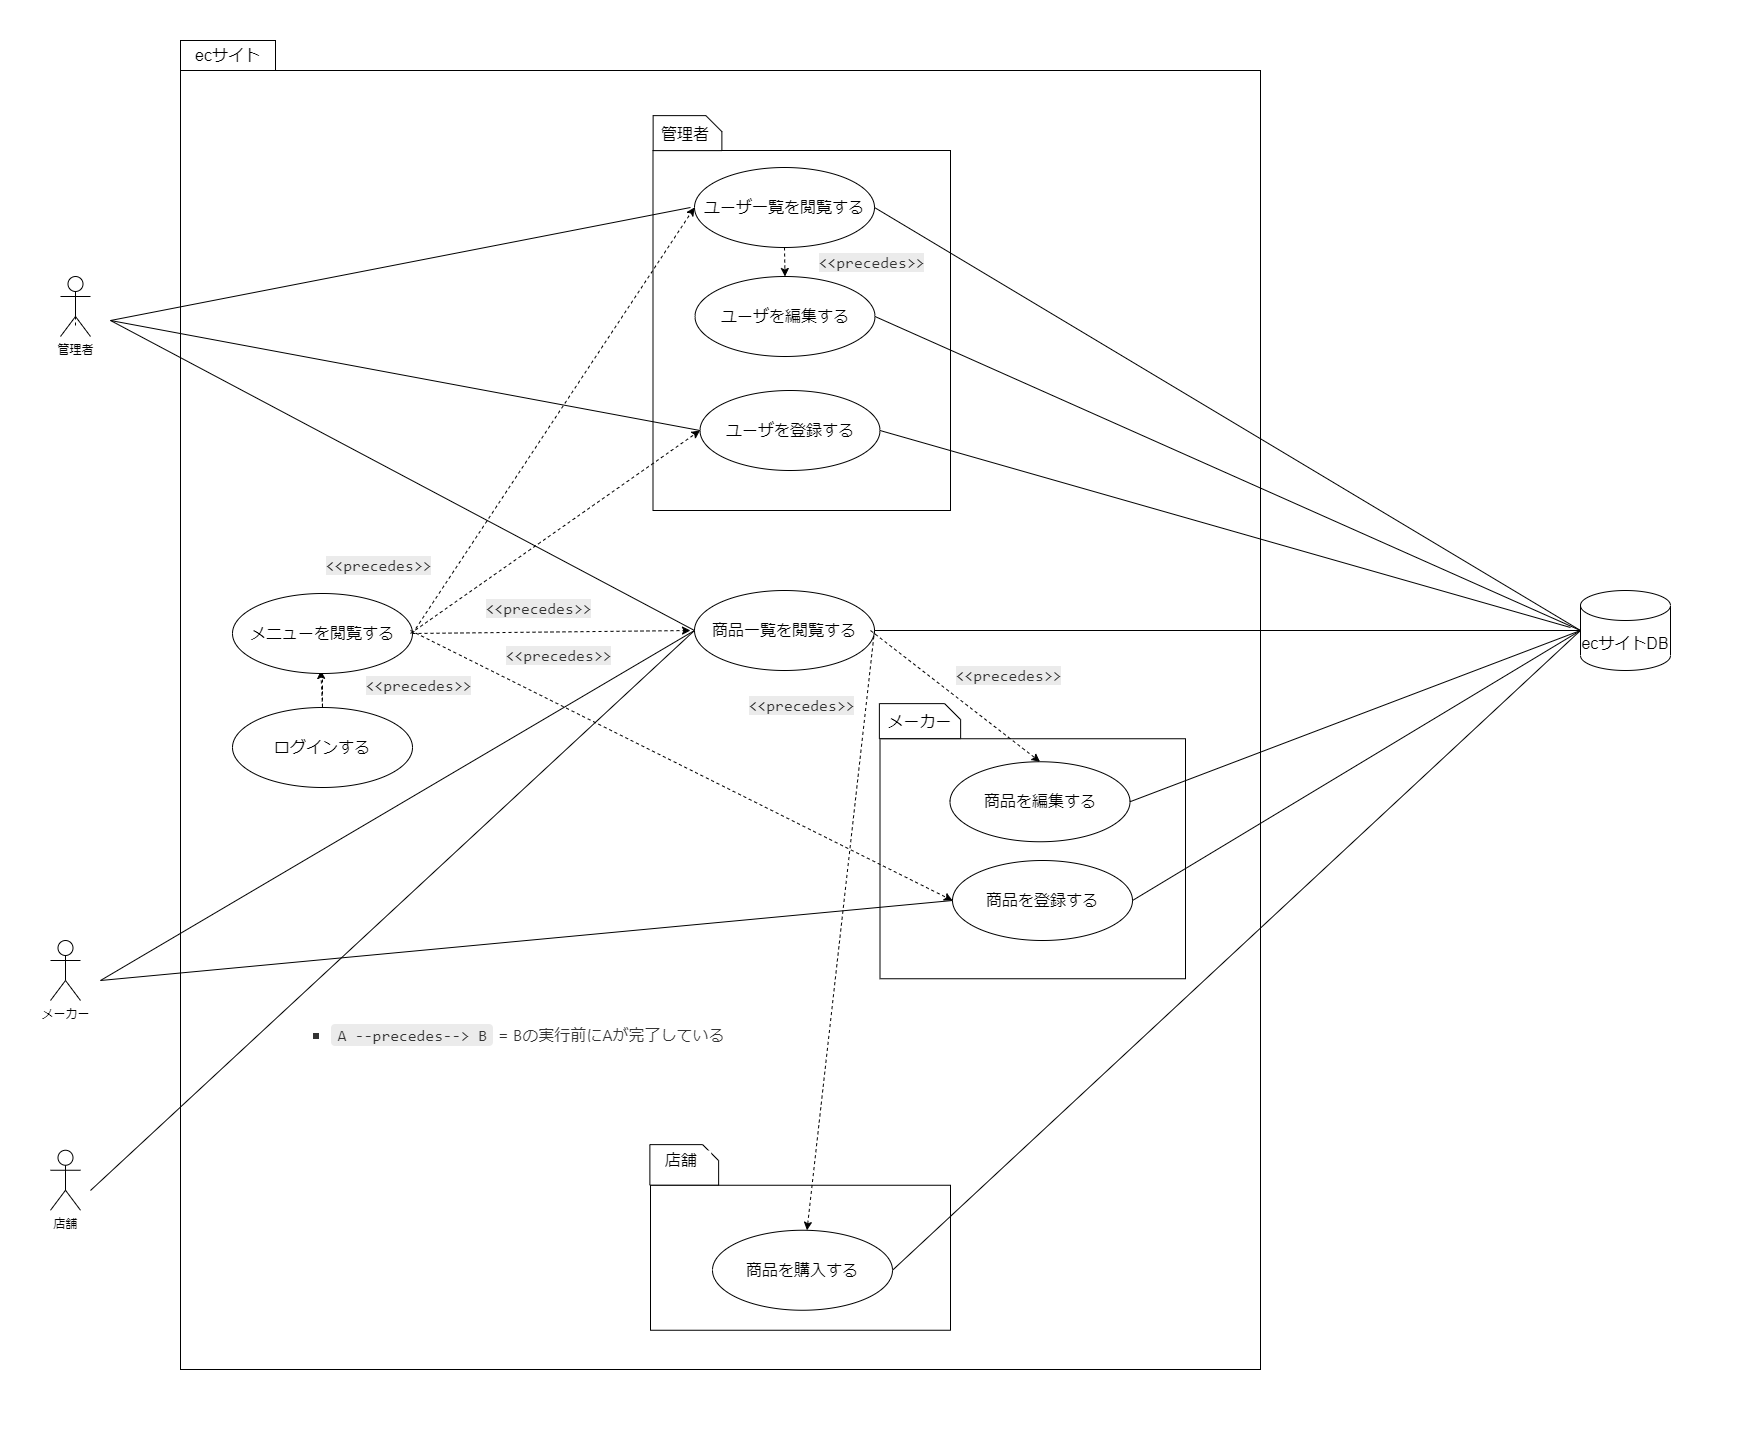 ecサイト
管理者
ユーザ一覧を閲覧する
<<precedes>>
ユーザを編集する
管理者
ユーザを登録する
<<precedes>>
<<precedes>>
メニューを閲覧する
商品一覧を閲覧する
ecサイトDB
<<precedes>>
<<precedes>>
<<precedes>>
<<precedes>>
メーカー
ログインする
商品を編集する
商品を登録する
メーカー
▪ A --precedes--> B = Bの実行前にAが完了している
店舗
店舗
商品を購入する